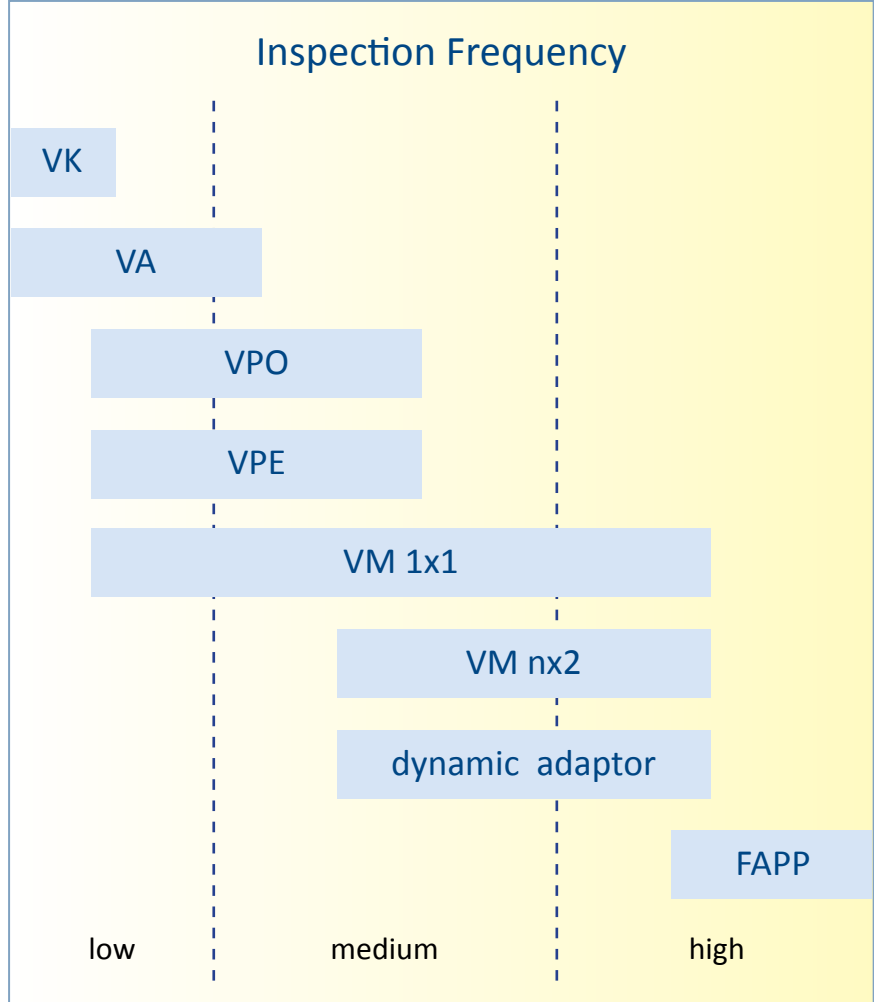 Inspection Frequency
VK
VA
VPO
VPE
VM 1x1
VM nx2
dynamic adaptor
FAPP
low medium high